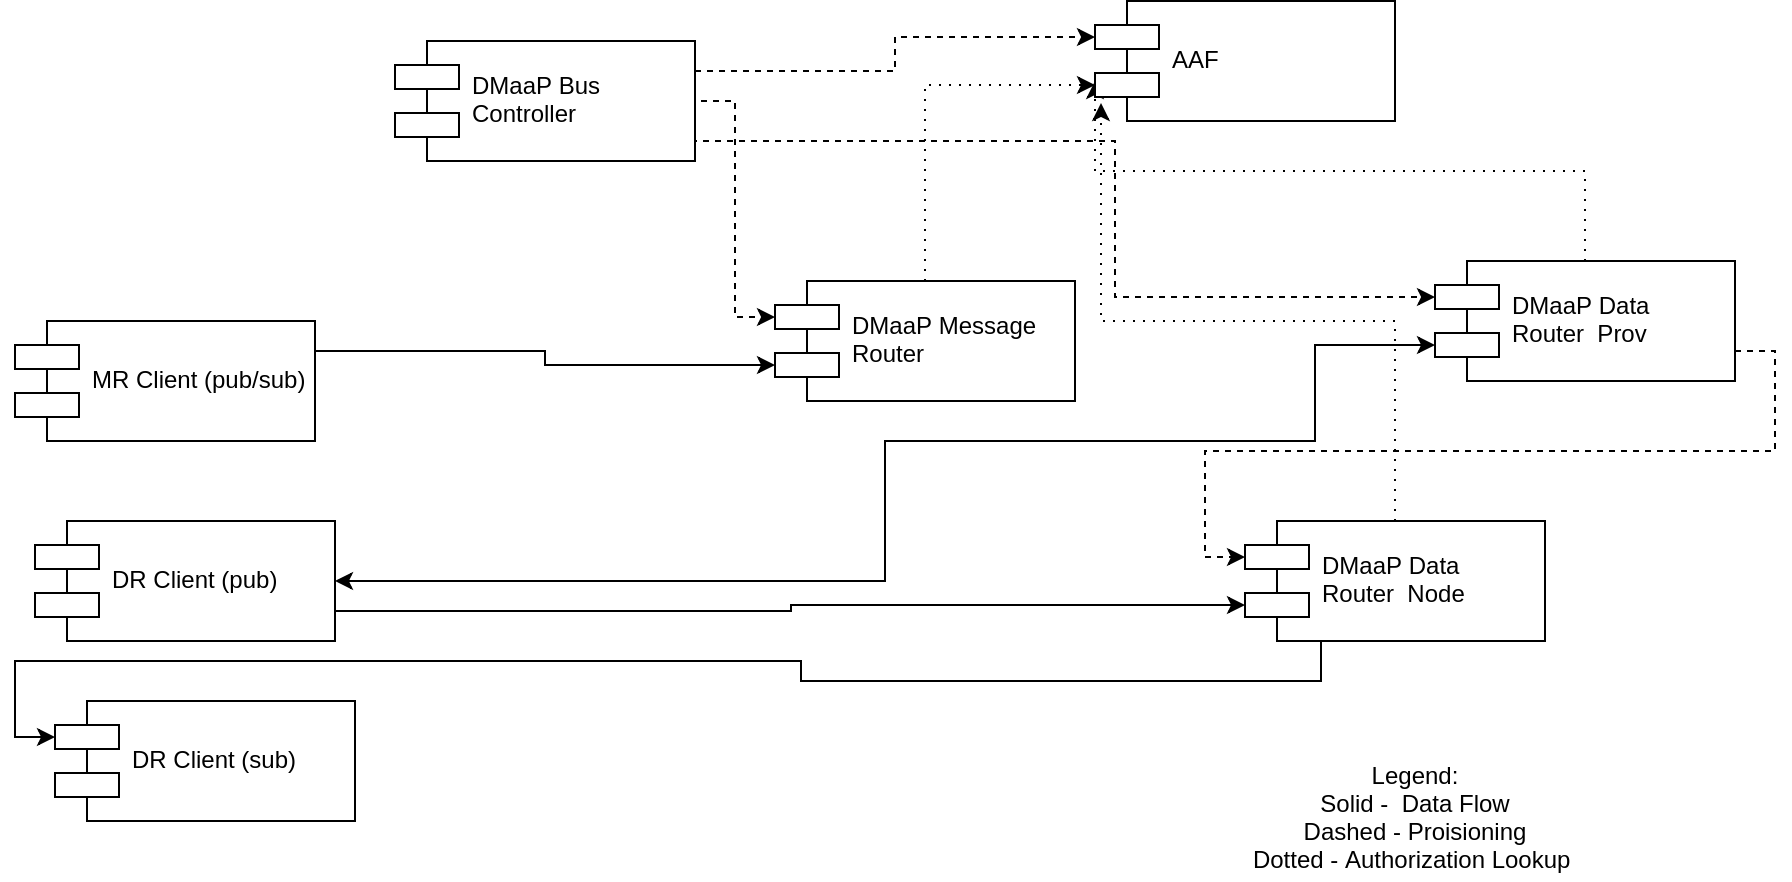 AAF
DMaaP Bus
Controller
DMaaP Message
Router
DMaaP Data
Router  Prov
MR Client (pub/sub)
DR Client (pub)
DMaaP Data
Router  Node
DR Client (sub)
Legend:
Solid -  Data Flow
Dashed - Proisioning
Dotted - Authorization Lookup